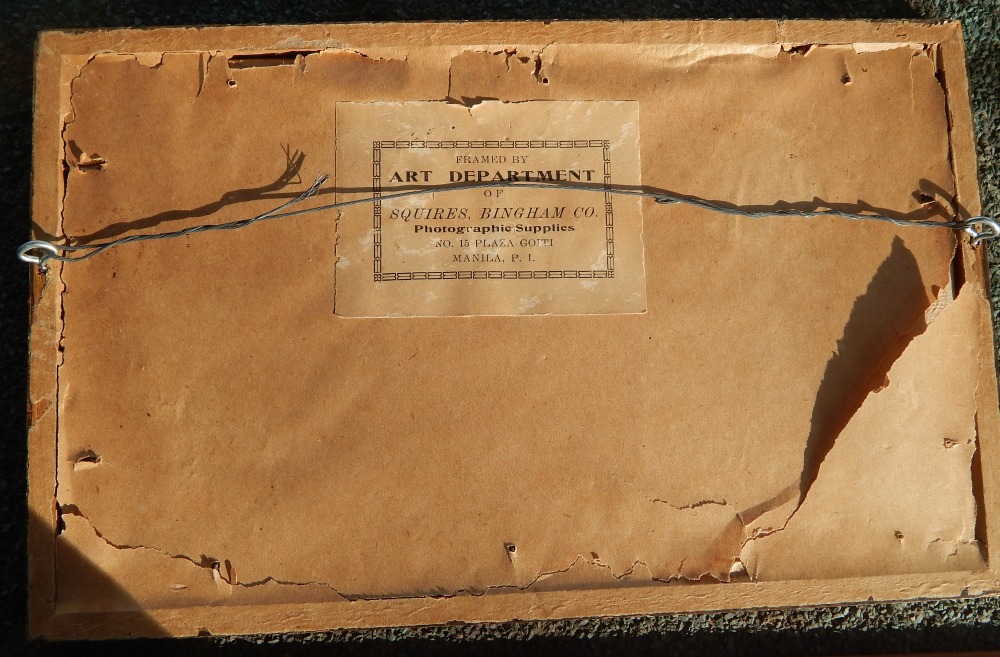 FRAMED BY
ART DEPARTMENT
OF
SQUIRES, BINGHAM CO.
Photographic Supplies
NO. 15 PLAZA GOITI
MANILA, P. I.